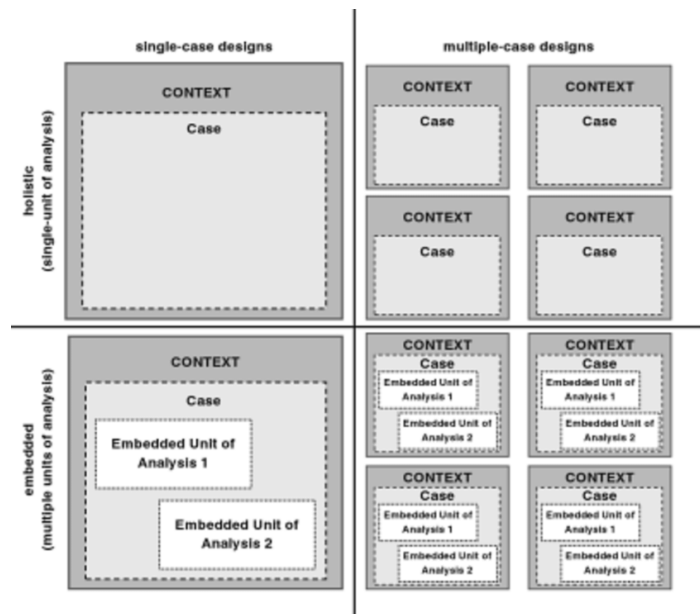 single-case designs
multiple-case designs
holistic
(single-unit of analysis)
CONTEXT
Case
CONTEXT
Case
CONTEXT
Case
CONTEXT
Case
CONTEXT
Case
embedded
(multiple units of analysis)
CONTEXT
Case
Embedded Unit of
Analysis 1
Embedded Unit of
Analysis 2
CONTEXT
Case
Embedded Unit of
Analysis 1
Embedded Unit of
Analysis 2
CONTEXT
Case
Embedded Unit of
Analysis 1
Embedded Unit of
Analysis 2
CONTEXT
Case
Embedded Unit of
Analysis 1
Embedded Unit of
Analysis 2
CONTEXT
Case
Embedded Unit of
Analysis 1
Embedded Unit of
Analysis 2